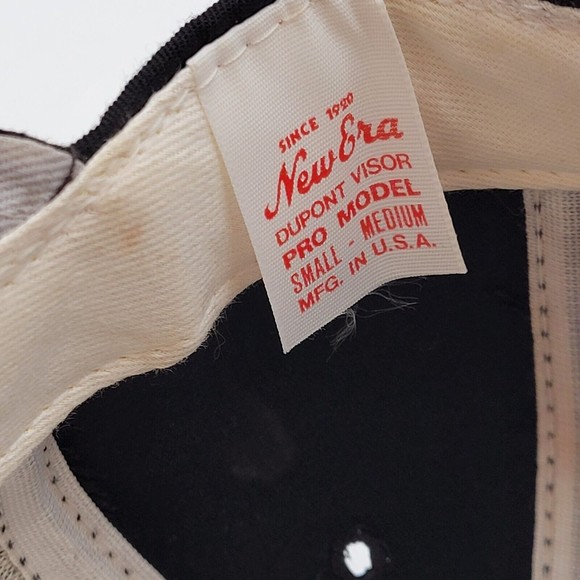 SINCE 1920
New Era
DUPONT VISOR
PRO MODEL
SMALL - MEDIUM
MFG. IN U.S.A.